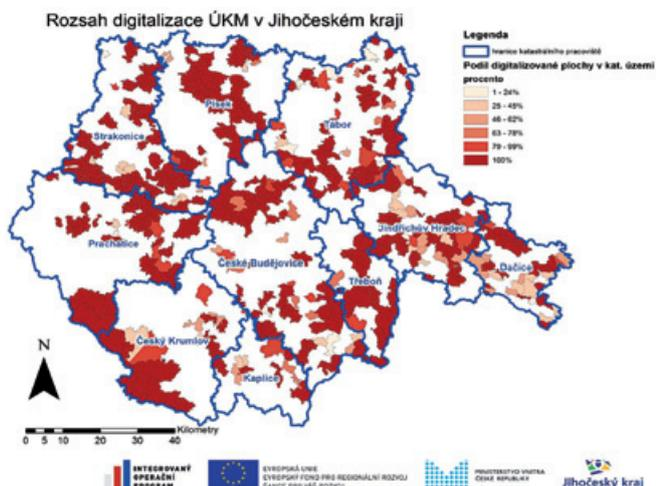 Rozsah digitalizace ÚKM v Jihočeském kraji
Legenda
hranice katastrálního pracoviště
Podíl digitalizované plochy v kat. území
procento
1 - 24%
25 - 45%
46 - 62%
63 - 78%
79 - 99%
100%
Písek
Tábor
Strakonice
Jindřichův Hradec
Prachatice
České Budějovice
Dačice
Třeboň
Český Krumlov
Kaplice
N
Kilometry
0 5 10 20 30 40
INTEGROVANÝ
OPERAČNÍ
PROGRAM
EVROPSKÁ UNIE
EVROPSKÝ FOND PRO REGIONÁLNÍ ROZVOJ
MINISTERSTVO VNITRA
ČESKÉ REPUBLIKY
Jihočeský kraj